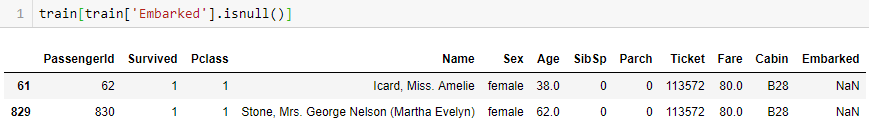 1 train[train['Embarked'].isnull()]
PassengerId Survived Pclass Name Sex Age SibSp Parch Ticket Fare Cabin Embarked
61 62 1 1 Icard, Miss. Amelie female 38.0 0 0 113572 80.0 B28 NaN
829 830 1 1 Stone, Mrs. George Nelson (Martha Evelyn) female 62.0 0 0 113572 80.0 B28 NaN